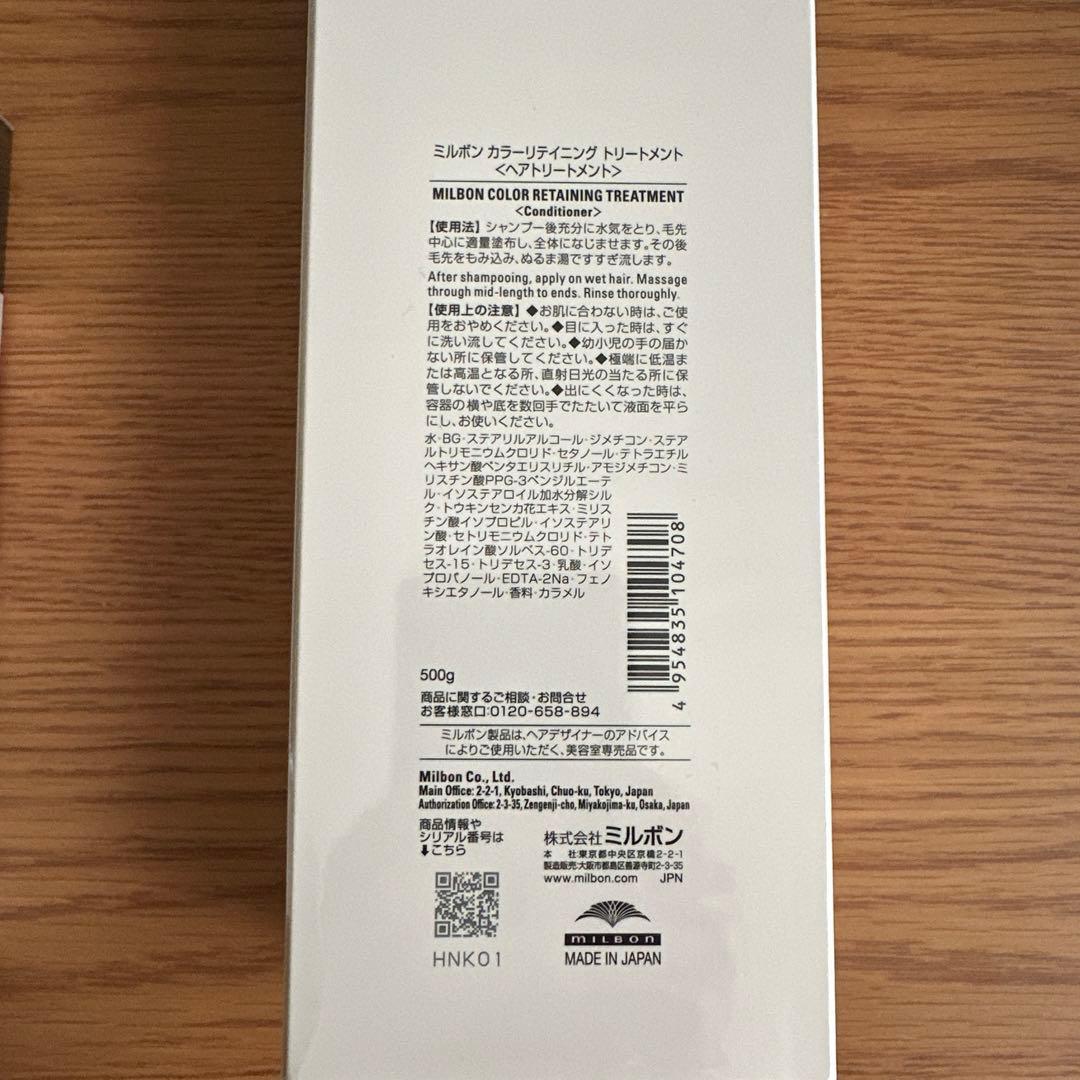 ミルボン カラーリテイニング トリートメント
<ヘアトリートメント>
MILBON COLOR RETAINING TREATMENT
<Conditioner>
【使用法】シャンプー後充分に水気をとり、毛先
中心に適量塗布し、全体になじませます。その後
毛先をもみ込み、ぬるま湯ですすぎ流します。
After shampooing, apply on wet hair. Massage
through mid-length to ends. Rinse thoroughly.
【使用上の注意】◆お肌に合わない時は、ご使
用をおやめください。◆目に入った時は、すぐ
に洗い流してください。◆幼小児の手の届か
ない所に保管してください。◆極端に低温ま
たは高温となる所、直射日光の当たる所に保
管しないでください。◆出にくくなった時は、
容器の横や底を数回手でたたいて液面を平ら
にし、お使いください。
水・BG・ステアリルアルコール・ジメチコン・ステア
ルトリモニウムクロリド・セタノール・テトラエチル
ヘキサン酸ペンタエリスリチル・アモジメチコン・ミ
リスチン酸PPG-3ベンジルエーテ
ル・イソステアロイル加水分解シル
ク・トウキンセンカ花エキス・ミリス
チン酸イソプロピル・イソステアリ
ン酸・セトリモニウムクロリド・テト
ラオレイン酸ソルベス-60・トリデ
セス-15・トリデセス-3・乳酸・イソ
プロパノール・EDTA-2Na・フェノ
キシエタノール・香料・カラメル
4 954835 104708
500g
商品に関するご相談・お問合せ
お客様窓口:0120-658-894
ミルボン製品は、ヘアデザイナーのアドバイス
によりご使用いただく、美容室専売品です。
Milbon Co., Ltd.
Main Office: 2-2-1, Kyobashi, Chuo-ku, Tokyo, Japan
Authorization Office: 2-3-35, Zengenji-cho, Miyakojima-ku, Osaka, Japan
商品情報や
シリアル番号は
⬇こちら
HNK01
株式会社 ミルボン
本 社:東京都中央区京橋2-2-1
製造販売:大阪市都島区善源寺町2-3-35
www.milbon.com JPN
MILBON
MADE IN JAPAN